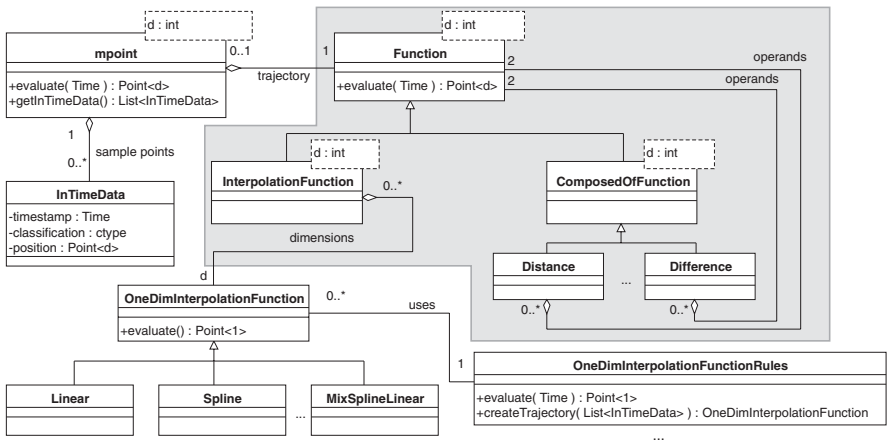 d : int
mpoint
+evaluate( Time ) : Point<d>
+getInTimeData() : List<InTimeData>
0..1
trajectory
1
d : int
Function
+evaluate( Time ) : Point<d>
2
operands
2
operands
1
sample points
0..*
InTimeData
-timestamp : Time
-classification : ctype
-position : Point<d>
d : int
InterpolationFunction
0..*
dimensions
d
d : int
ComposedOfFunction
Distance
...
Difference
0..*
0..*
OneDimInterpolationFunction
+evaluate() : Point<1>
0..*
uses
1
Linear
Spline
...
MixSplineLinear
OneDimInterpolationFunctionRules
+evaluate( Time ) : Point<1>
+createTrajectory( List<InTimeData> ) : OneDimInterpolationFunction
...